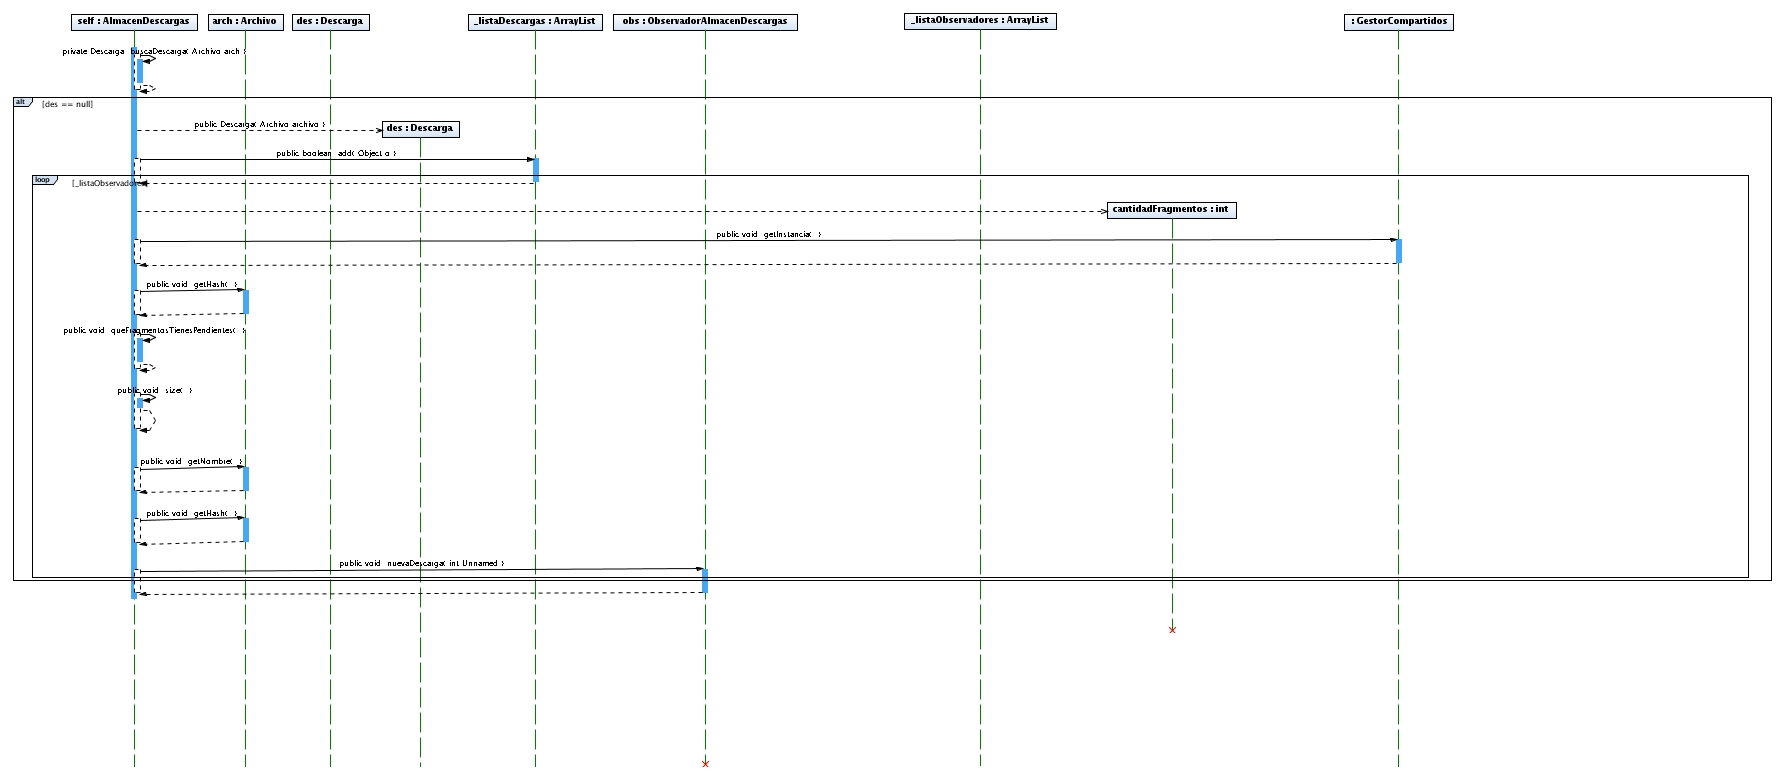 self : AlmacenDescargas
arch : Archivo
des : Descarga
_listaDescargas : ArrayList
obs : ObservadorAlmacenDescargas
_listaObservadores : ArrayList
: GestorCompartidos
private Descarga buscaDescarga( Archivo arch )
alt
[des == null]
public Descarga( Archivo archivo )
des : Descarga
public boolean add( Object o )
loop
cantidadFragmentos : int
public void getInstancia( )
public void getHash( )
public void queFragmentosTienesPendientes( )
public void size( )
public void getNombre( )
public void getHash( )
public void nuevaDescarga( int Unnamed )